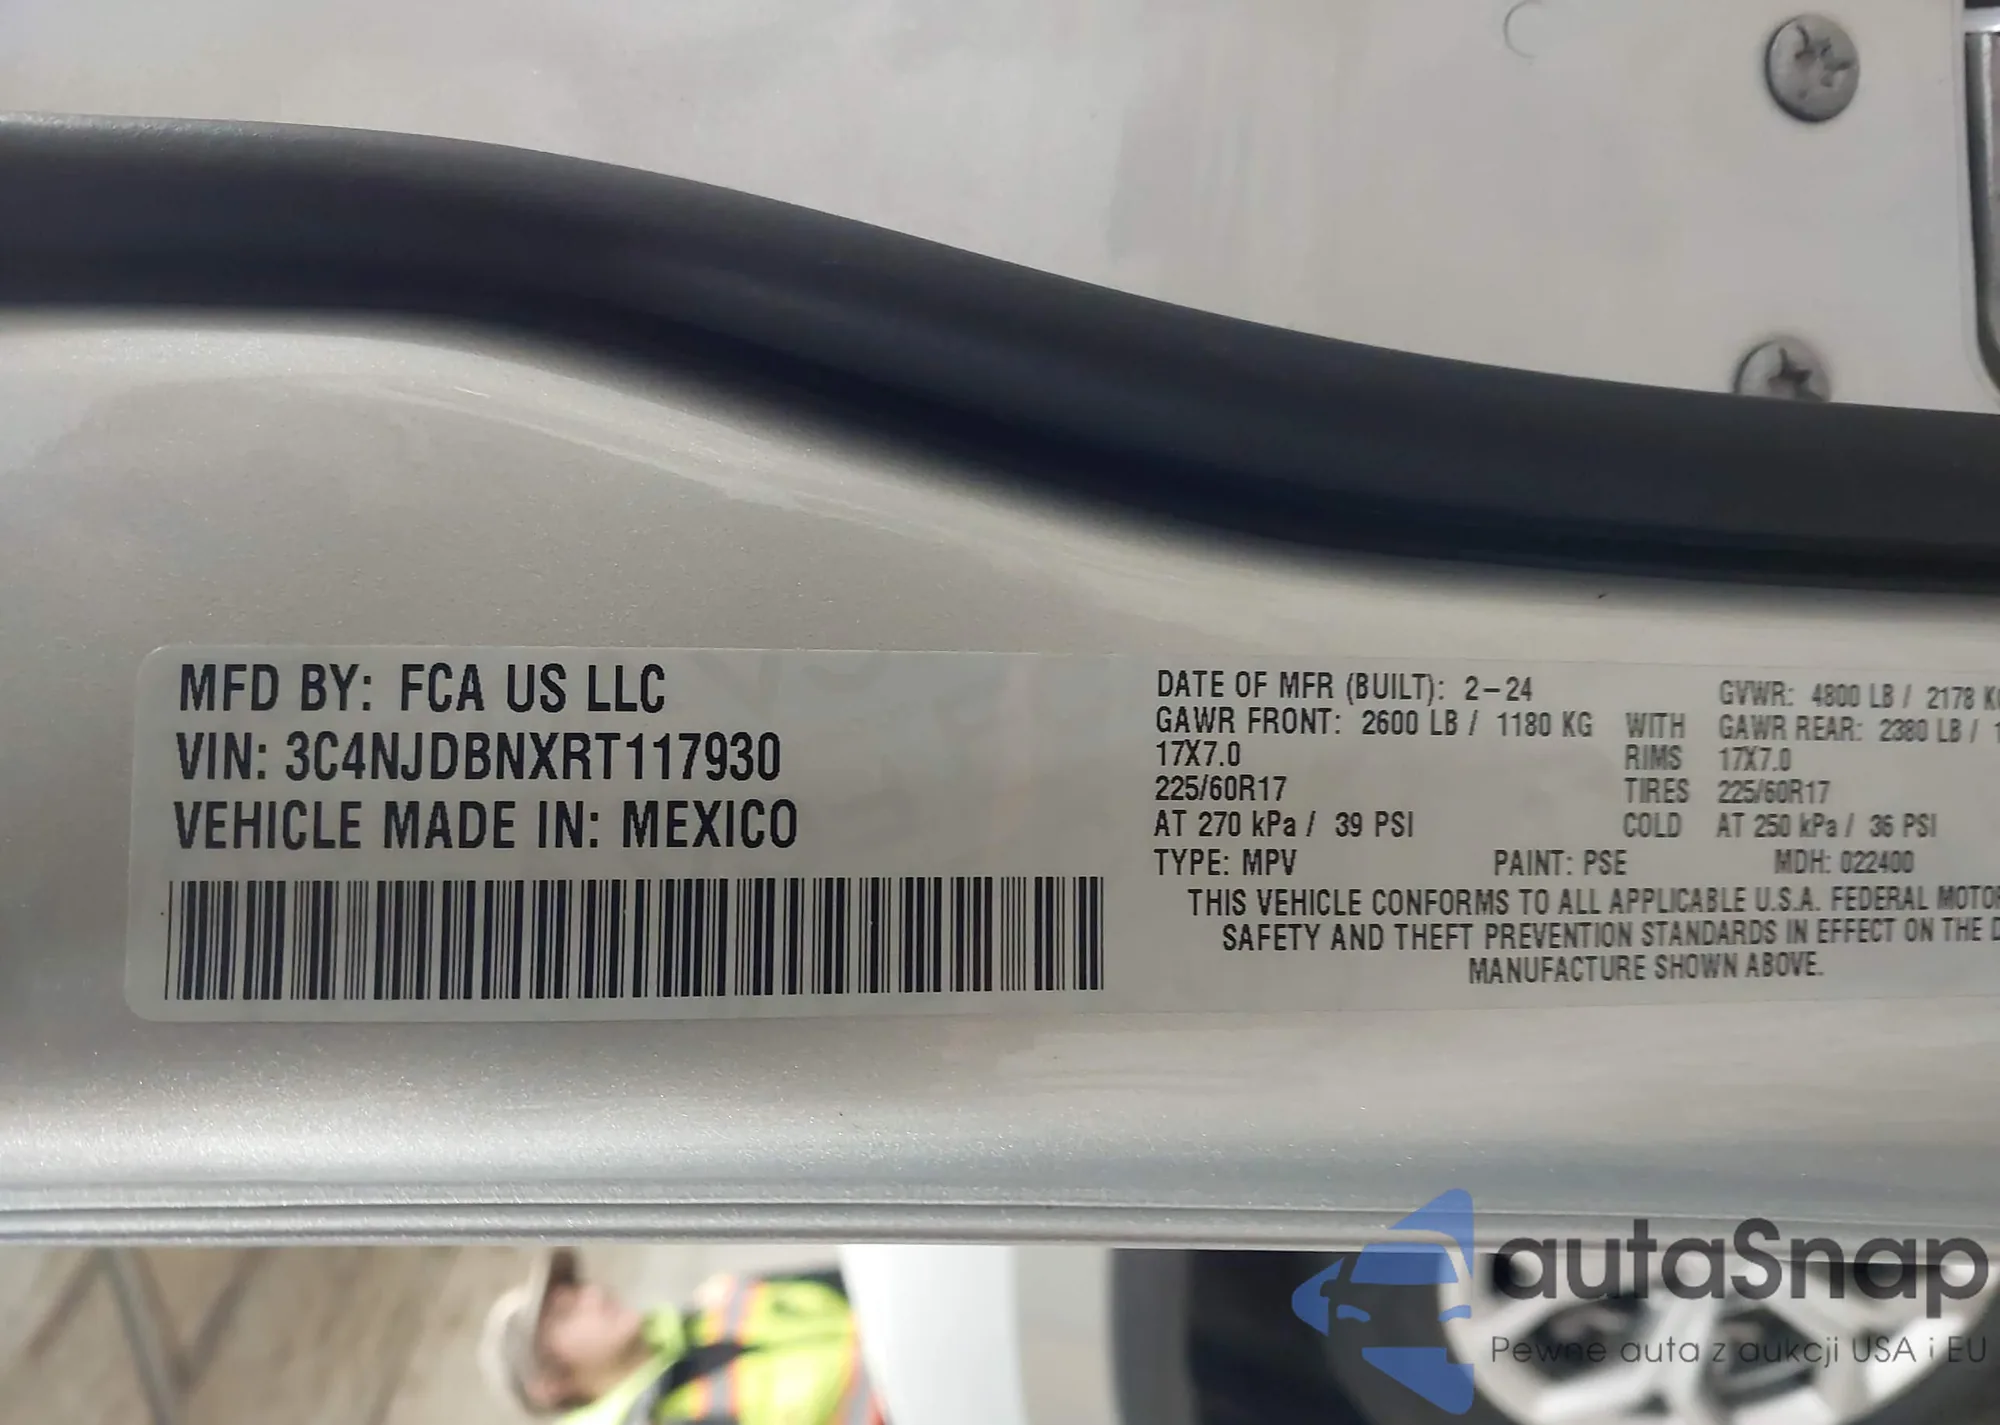 MFD BY: FCA US LLC
VIN: 3C4NJDBNXRT117930
VEHICLE MADE IN: MEXICO
DATE OF MFR (BUILT): 2-24 GVWR: 4800 LB / 2178 K
GAWR FRONT: 2600 LB / 1180 KG WITH GAWR REAR: 2380 LB / 1
17X7.0 RIMS 17X7.0
225/60R17 TIRES 225/60R17
AT 270 kPa / 39 PSI COLD AT 250 kPa / 36 PSI
TYPE: MPV PAINT: PSE MDH: 022400
THIS VEHICLE CONFORMS TO ALL APPLICABLE U.S.A. FEDERAL MOTOR
SAFETY AND THEFT PREVENTION STANDARDS IN EFFECT ON THE D
MANUFACTURE SHOWN ABOVE.
autaSnap
Pewne auta z aukcji USA i EU